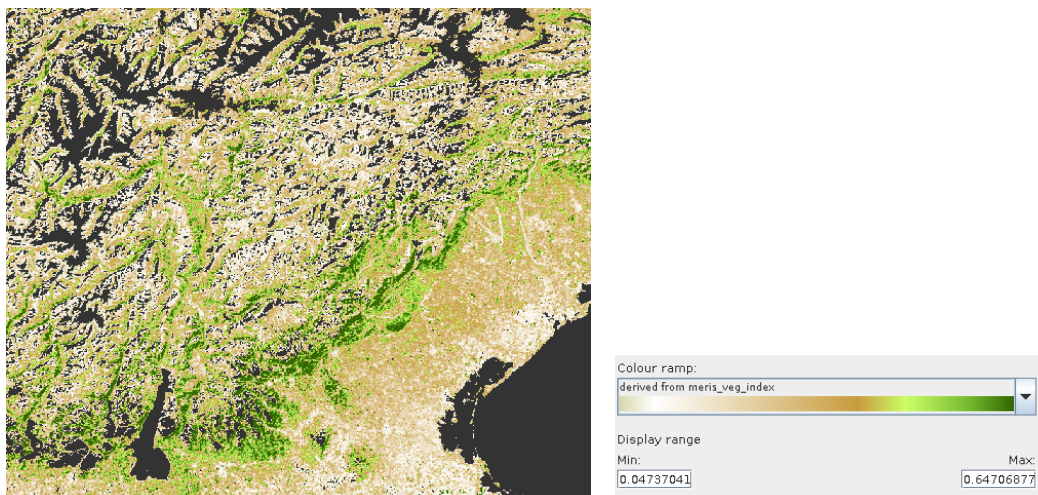 Colour ramp:
derived from meris_veg_index
Display range
Min: Max:
0.04737041 0.64706877